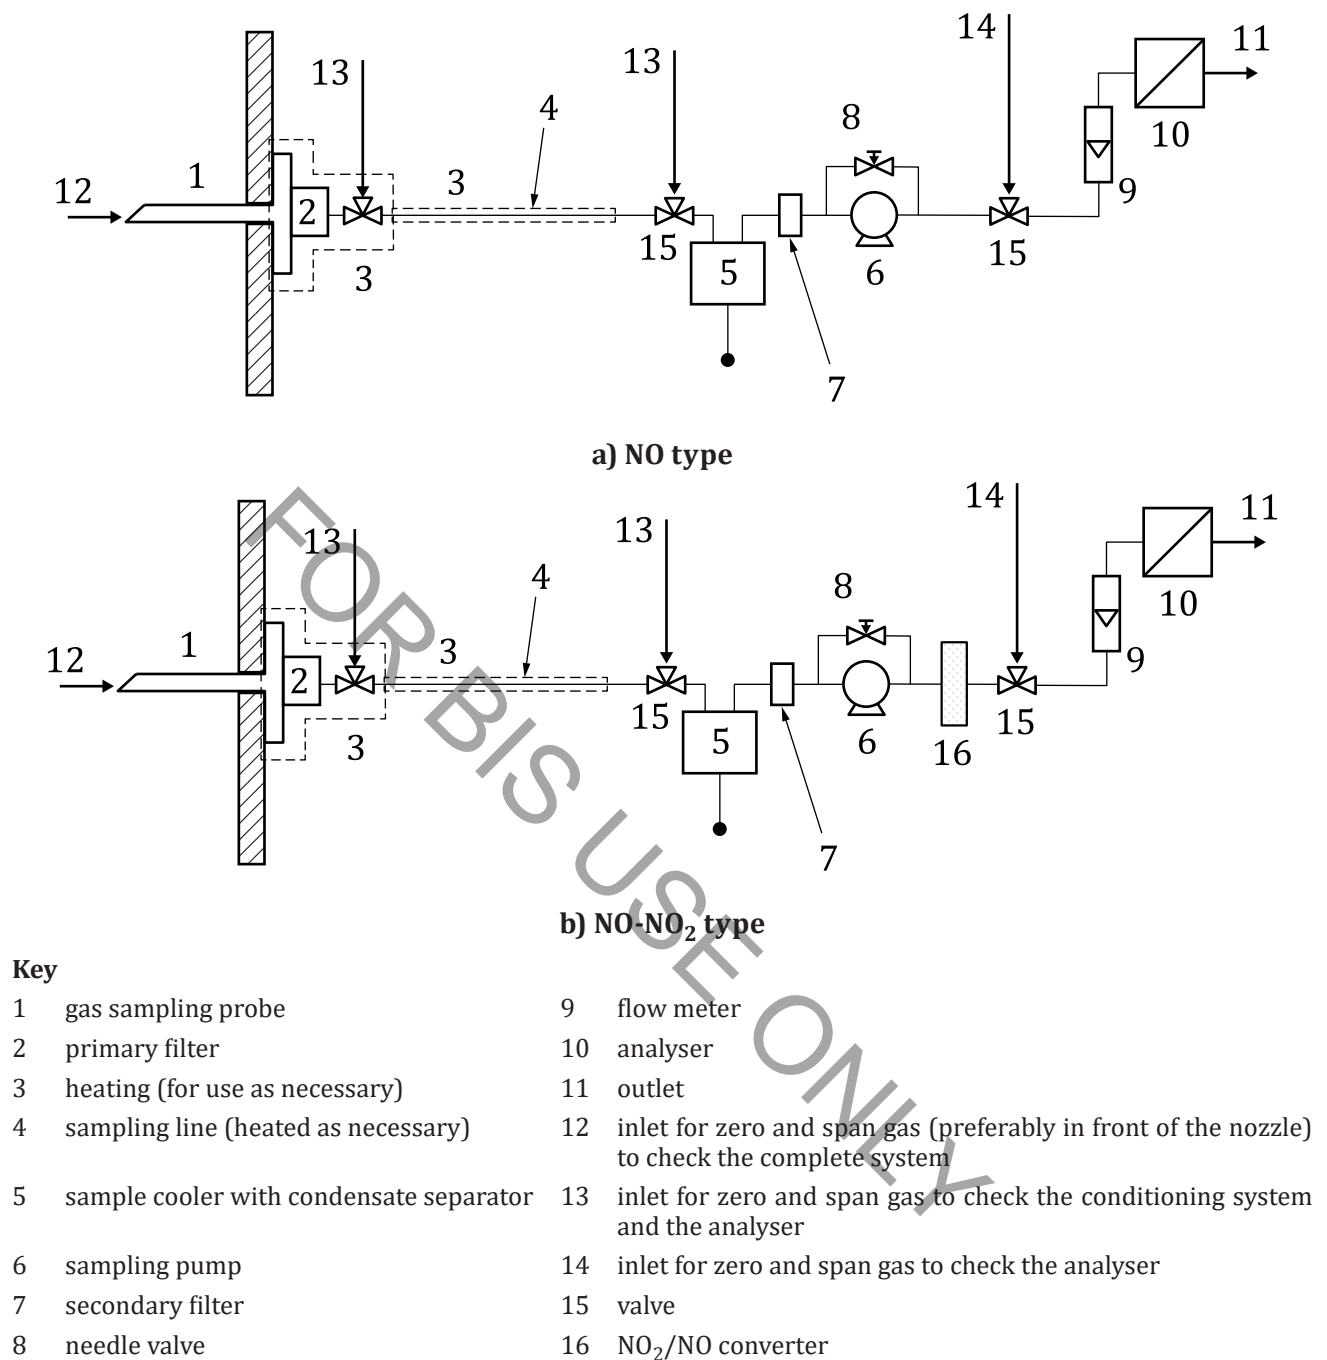 14
11
13
13
4
8
10
1
3
9
12
2
15
15
5
6
3
7
a) NO type
14
11
13
13
4
8
10
1
3
9
12
2
15
15
5
6
16
3
7
b) NO-NO₂ type
FOR BIS USE ONLY
Key
1 gas sampling probe
9 flow meter
2 primary filter
10 analyser
3 heating (for use as necessary)
11 outlet
4 sampling line (heated as necessary)
12 inlet for zero and span gas (preferably in front of the nozzle)
to check the complete system
5 sample cooler with condensate separator
13 inlet for zero and span gas to check the conditioning system
and the analyser
6 sampling pump
14 inlet for zero and span gas to check the analyser
7 secondary filter
15 valve
8 needle valve
16 NO₂/NO converter